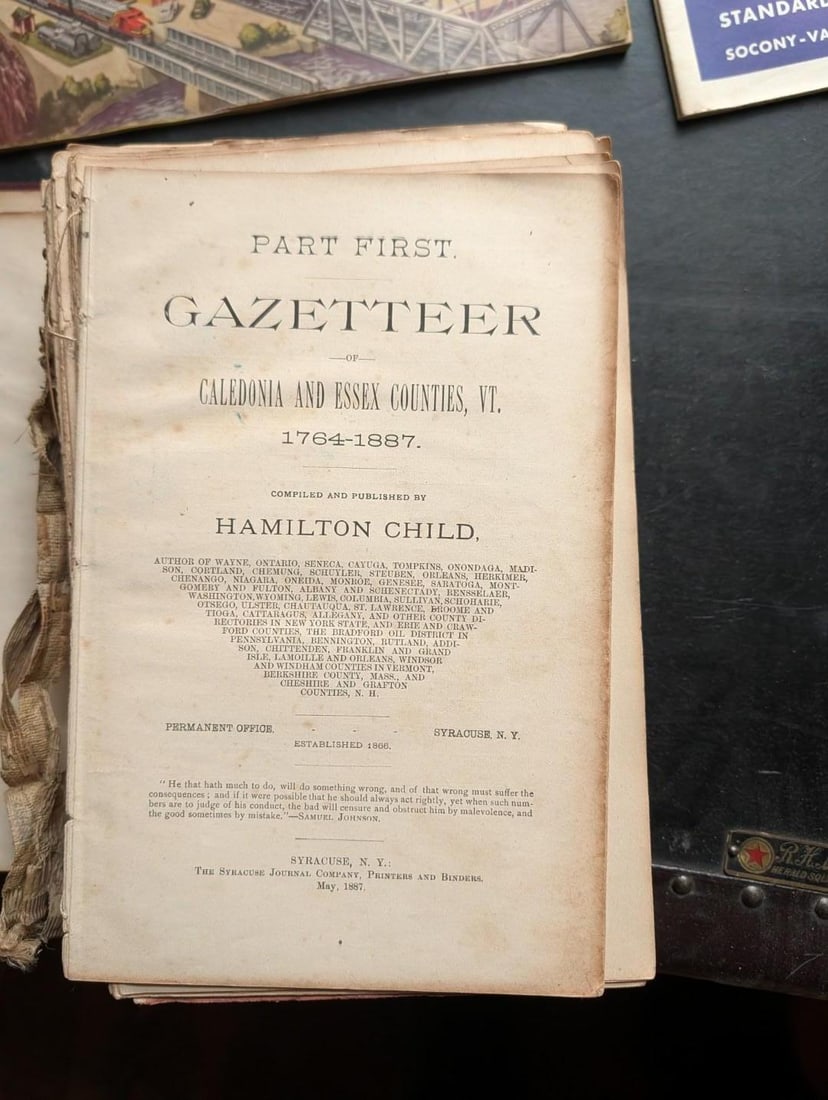 STANDARD
SOCONY-VA
PART FIRST.
GAZETTEER
—OF—
CALEDONIA AND ESSEX COUNTIES, VT.
1764-1887.
COMPILED AND PUBLISHED BY
HAMILTON CHILD,
AUTHOR OF WAYNE, ONTARIO, SENECA, CAYUGA, TOMPKINS, ONONDAGA, MADI-
SON, CORTLAND, CHEMUNG, SCHUYLER, STEUBEN, ORLEANS, HERKIMER,
CHENANGO, NIAGARA, ONEIDA, MONROE, GENESEE, SARATOGA, MONT-
GOMERY AND FULTON, ALBANY AND SCHENECTADY, RENSSELAER,
WASHINGTON, WYOMING, LEWIS, COLUMBIA, SULLIVAN, SCHOHARIE,
OTSEGO, ULSTER, CHAUTAUQUA, ST. LAWRENCE, BROOME AND
TIOGA, CATTARAGUS, ALLEGANY, AND OTHER COUNTY DI-
RECTORIES IN NEW YORK STATE, AND ERIE AND CRAW-
FORD COUNTIES, THE BRADFORD OIL DISTRICT IN
PENNSYLVANIA, BENNINGTON, RUTLAND, ADDI-
SON, CHITTENDEN, FRANKLIN AND GRAND
ISLE, LAMOILLE AND ORLEANS, WINDSOR
AND WINDHAM COUNTIES IN VERMONT,
BERKSHIRE COUNTY, MASS., AND
CHESHIRE AND GRAFTON
COUNTIES, N. H.
PERMANENT OFFICE, - - - SYRACUSE, N. Y.
ESTABLISHED 1866.
"He that hath much to do, will do something wrong, and of that wrong must suffer the
consequences; and if it were possible that he should always act rightly, yet when such num-
bers are to judge of his conduct, the bad will censure and obstruct him by malevolence, and
the good sometimes by mistake."—SAMUEL JOHNSON.
SYRACUSE, N. Y.:
THE SYRACUSE JOURNAL COMPANY, PRINTERS AND BINDERS.
May, 1887.
R.H.
HERALD SQ